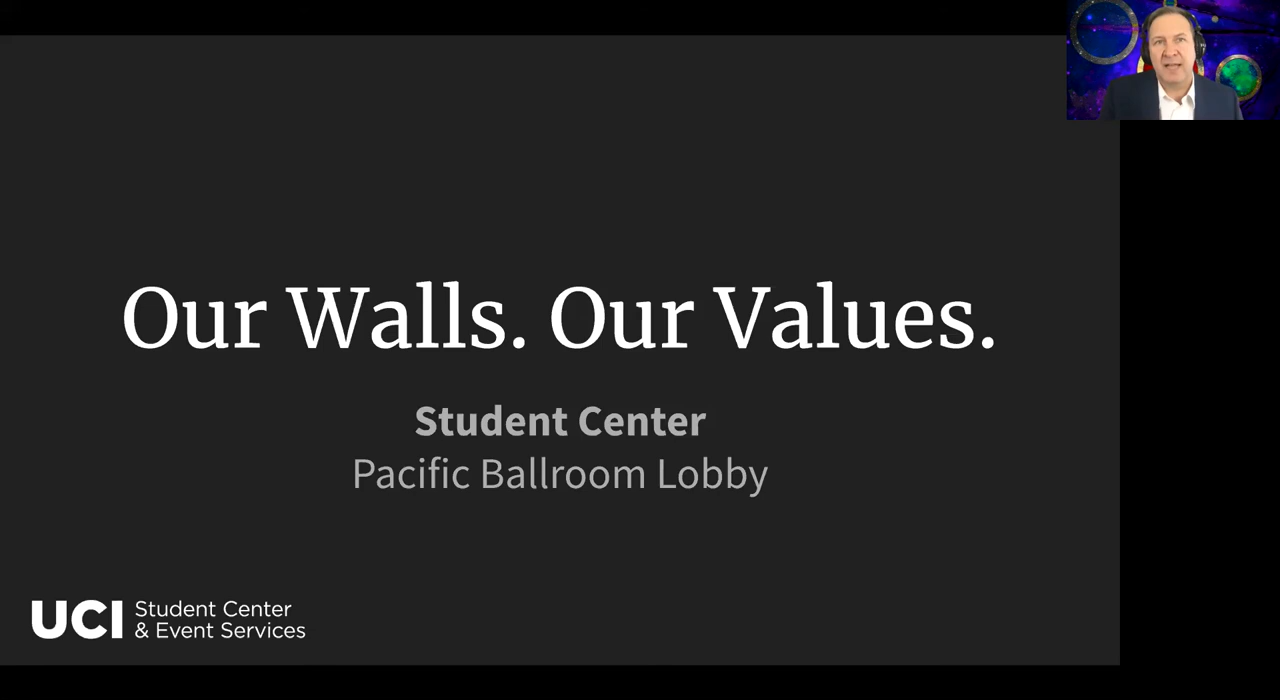 Our Walls. Our Values.
Student Center
Pacific Ballroom Lobby
UCI Student Center
& Event Services